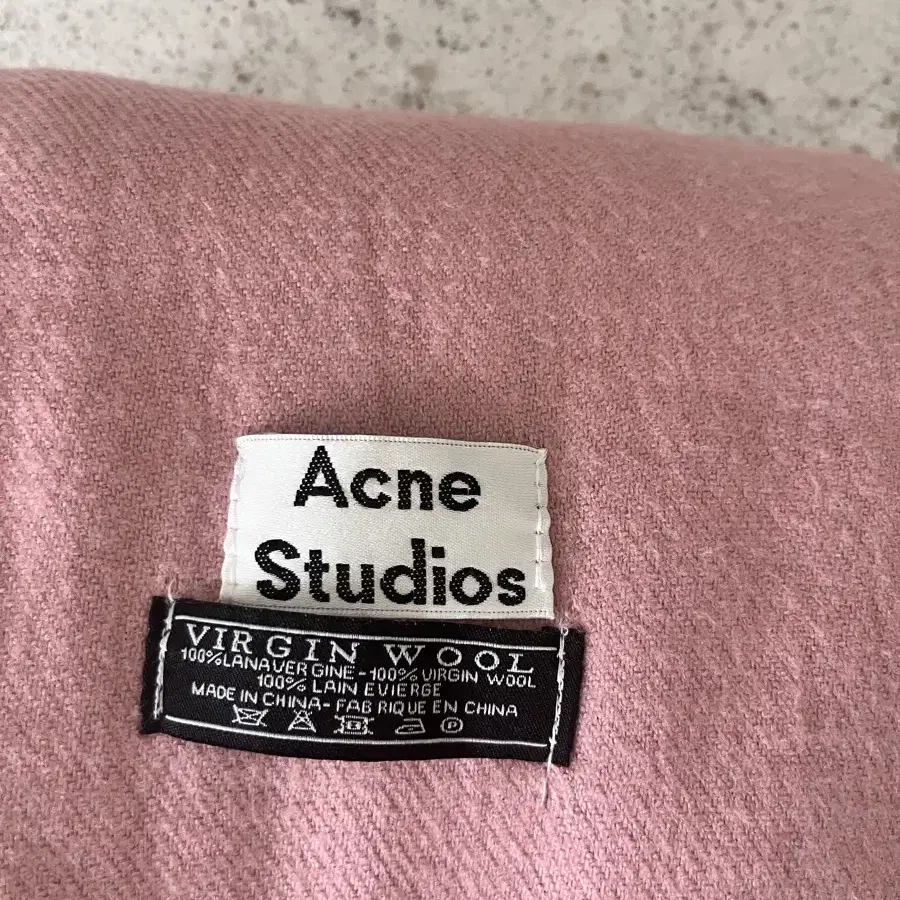 Acne
Studios
VIRGIN WOOL
100%LANAVER GINE-100% VIRGIN WOOL
100% LAIN EVIERGE
MADE IN CHINA-FAB RIQUE EN CHINA
P